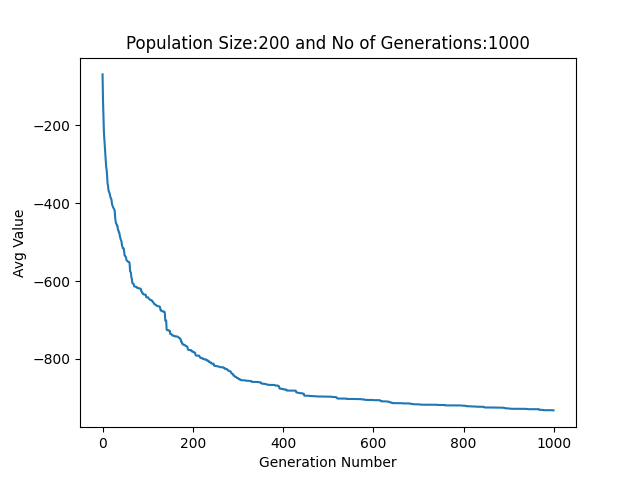 Population Size:200 and No of Generations:1000
−200
−400
−600
−800
Avg Value
0 200 400 600 800 1000
Generation Number